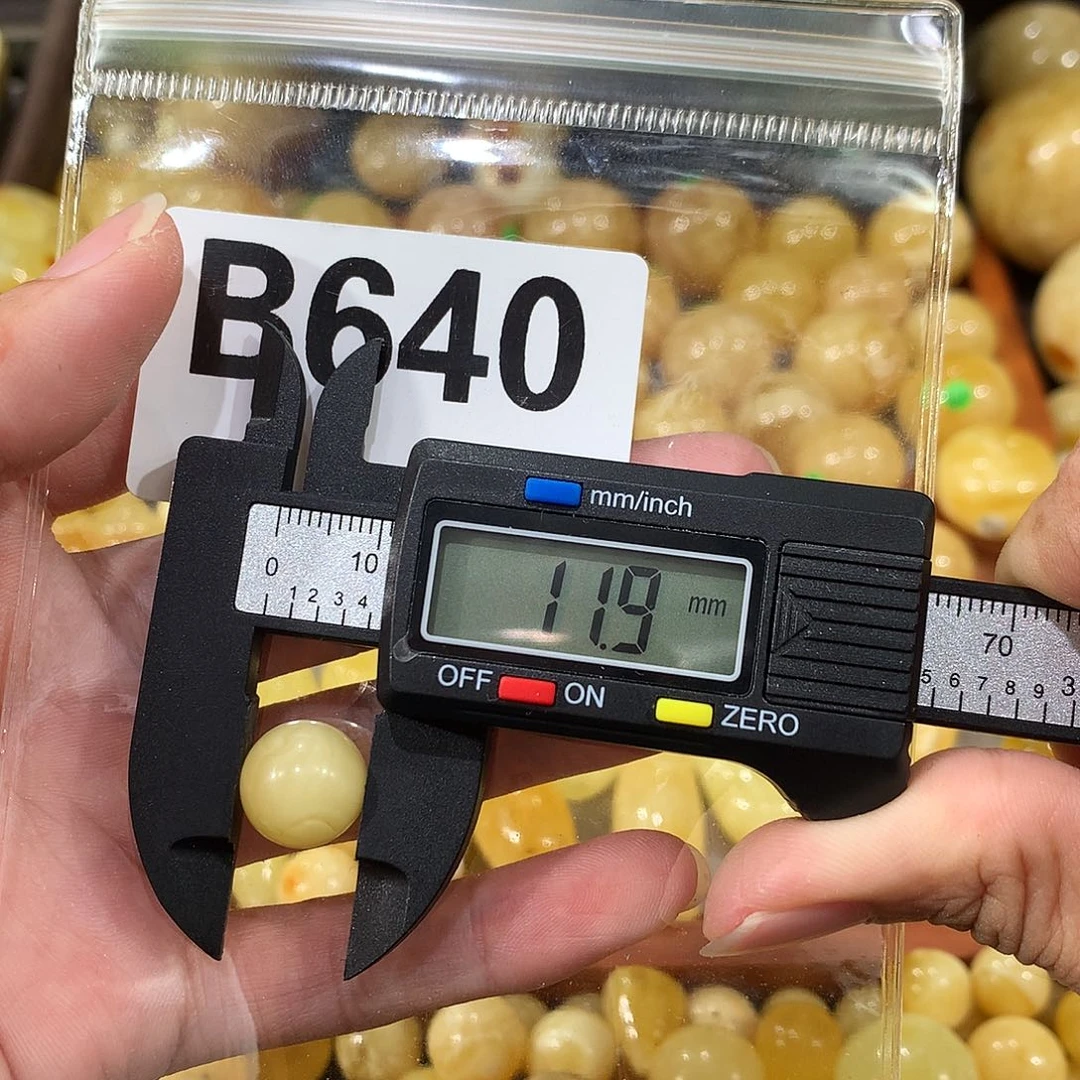 B640
mm/inch
0 10
1 2 3 4
11.9 mm
OFF ON ZERO
70
5 6 7 8 9 3